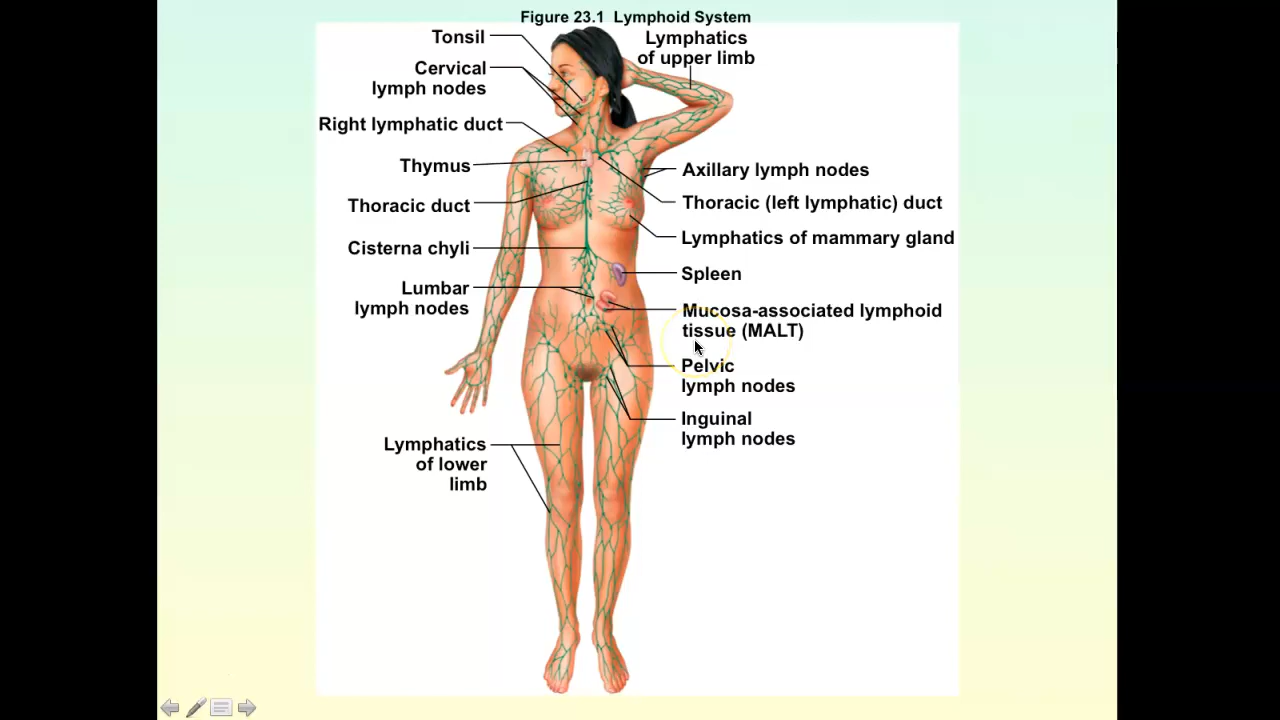 Figure 23.1 Lymphoid System
Tonsil
Cervical
lymph nodes
Right lymphatic duct
Thymus
Thoracic duct
Cisterna chyli
Lumbar
lymph nodes
Lymphatics
of lower
limb
Lymphatics
of upper limb
Axillary lymph nodes
Thoracic (left lymphatic) duct
Lymphatics of mammary gland
Spleen
Mucosa-associated lymphoid
tissue (MALT)
Pelvic
lymph nodes
Inguinal
lymph nodes